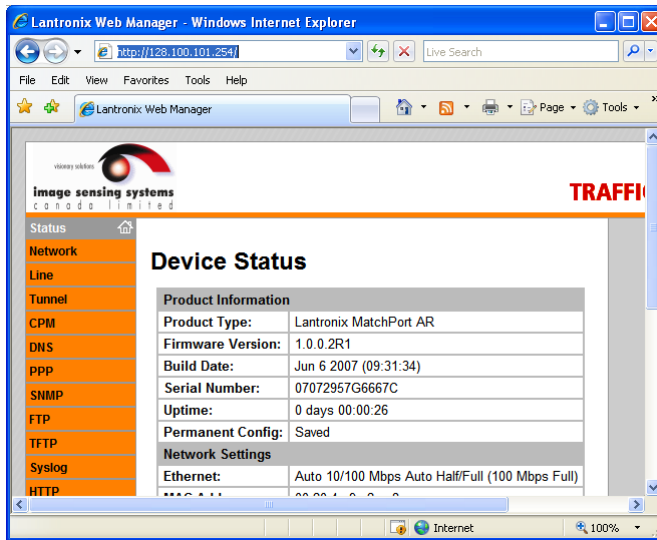 Lantronix Web Manager - Windows Internet Explorer
http://128.100.101.254/
Live Search
File Edit View Favorites Tools Help
Lantronix Web Manager
Page
Tools
visionary solutions
image sensing systems
canada limited
TRAFFI
Status
Network
Line
Tunnel
CPM
DNS
PPP
SNMP
FTP
TFTP
Syslog
HTTP
Device Status
Product Information
Product Type: Lantronix MatchPort AR
Firmware Version: 1.0.0.2R1
Build Date: Jun 6 2007 (09:31:34)
Serial Number: 07072957G6667C
Uptime: 0 days 00:00:26
Permanent Config: Saved
Network Settings
Ethernet: Auto 10/100 Mbps Auto Half/Full (100 Mbps Full)
Internet
100%